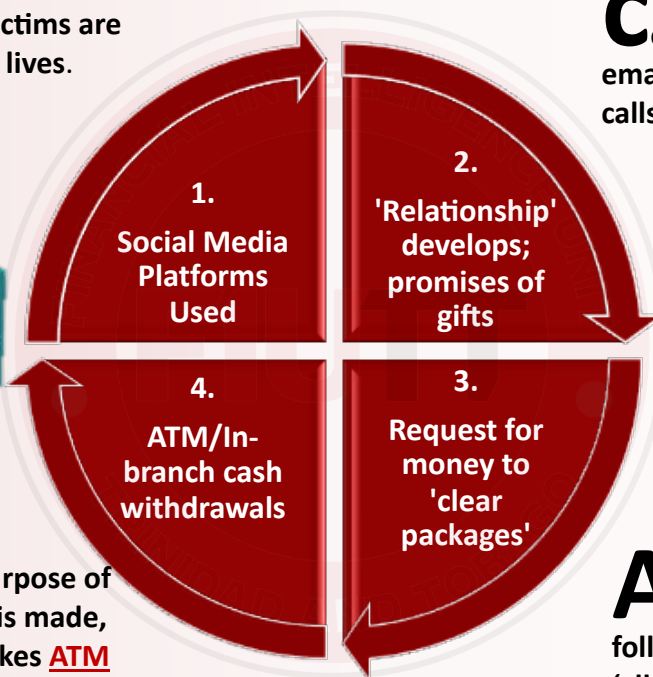 ctims are
lives.
ema
calls
1.
Social Media
Platforms
Used
2.
'Relationship'
develops;
promises of
gifts
4.
ATM/In-
branch cash
withdrawals
3.
Request for
money to
'clear
packages'
rpose of
is made,
kes ATM
A
foll